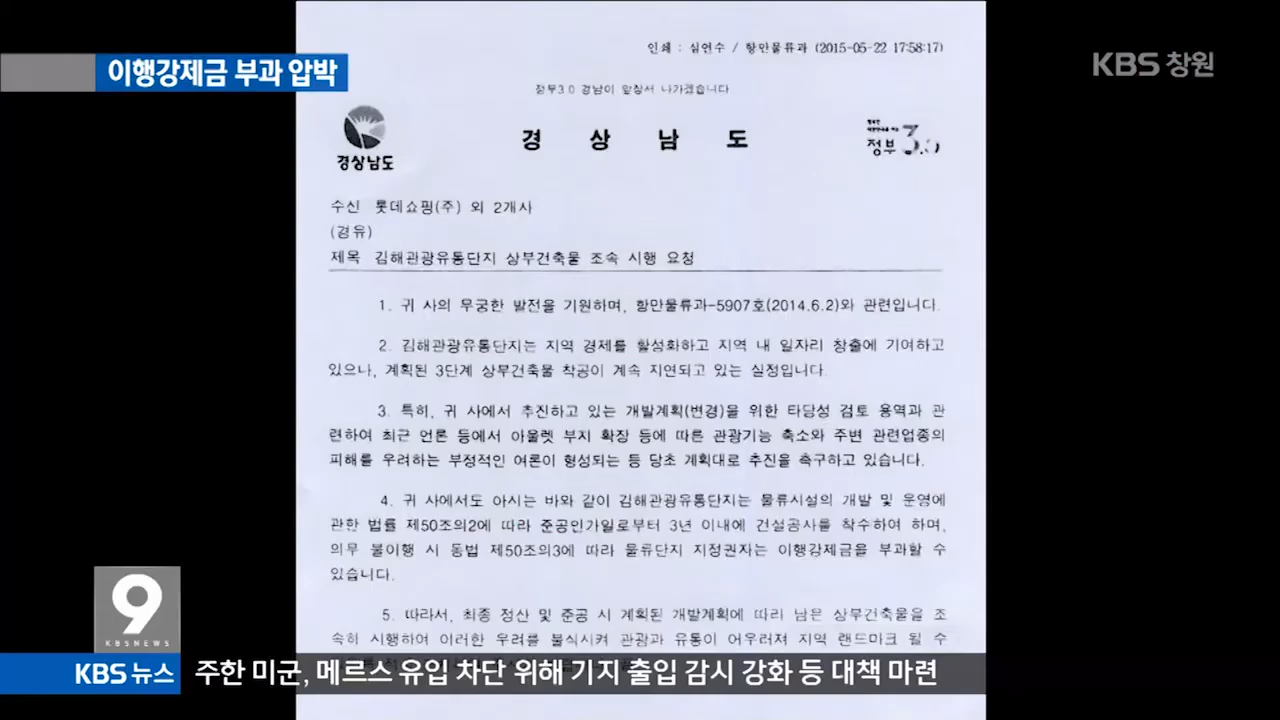 인쇄 : 심연수 / 항만물류과 (2015-05-22 17:58:17)
이행강제금 부과 압박
KBS 창원
정부3.0 경남이 앞장서 나가겠습니다
경 상 남 도
경상남도
정부 3.0
수신 롯데쇼핑(주) 외 2개사
(경유)
제목 김해관광유통단지 상부건축물 조속 시행 요청
1. 귀 사의 무궁한 발전을 기원하며, 항만물류과-5907호(2014.6.2)와 관련입니다.
2. 김해관광유통단지는 지역 경제를 활성화하고 지역 내 일자리 창출에 기여하고
있으나, 계획된 3단계 상부건축물 착공이 계속 지연되고 있는 실정입니다.
3. 특히, 귀 사에서 추진하고 있는 개발계획(변경)을 위한 타당성 검토 용역과 관
련하여 최근 언론 등에서 아울렛 부지 확장 등에 따른 관광기능 축소와 주변 관련업종의
피해를 우려하는 부정적인 여론이 형성되는 등 당초 계획대로 추진을 촉구하고 있습니다.
4. 귀 사에서도 아시는 바와 같이 김해관광유통단지는 물류시설의 개발 및 운영에
관한 법률 제50조의2에 따라 준공인가일로부터 3년 이내에 건설공사를 착수하여 하며,
의무 불이행 시 동법 제50조의3에 따라 물류단지 지정권자는 이행강제금을 부과할 수
있습니다.
5. 따라서, 최종 정산 및 준공 시 계획된 개발계획에 따라 남은 상부건축물을 조
속히 시행하여 이러한 우려를 불식시켜 관광과 유통이 어우러져 지역 랜드마크 될 수
9
KBS NEWS
KBS 뉴스 주한 미군, 메르스 유입 차단 위해 기지 출입 감시 강화 등 대책 마련